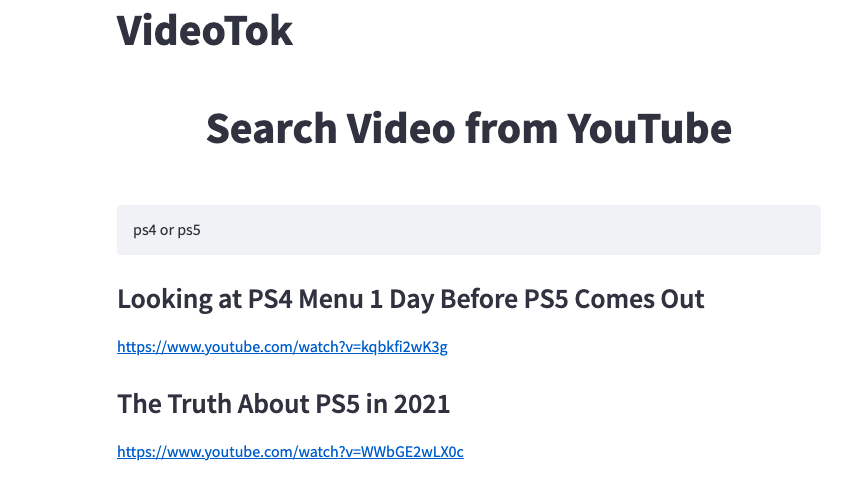 VideoTok
Search Video from YouTube
ps4 or ps5
Looking at PS4 Menu 1 Day Before PS5 Comes Out
https://www.youtube.com/watch?v=kqbkfi2wK3g
The Truth About PS5 in 2021
https://www.youtube.com/watch?v=WWbGE2wLX0c